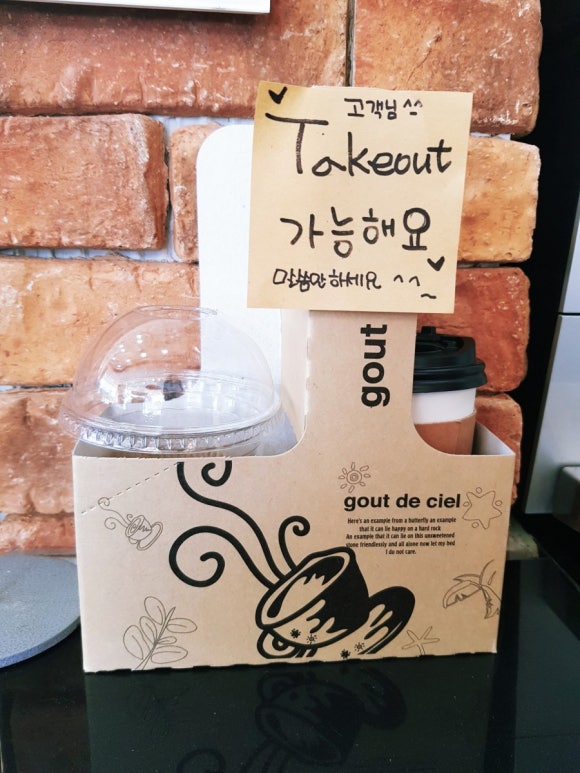 고객님 ^^
Takeout
가능해요
말씀만 하세요 ^^~
gout
gout de ciel
Here's an example from a butterfly an example
that it can lie happy on a hard rock
An example that it can lie on this unsweetened
stone friendlessly and all alone now let my bed
I do not care.